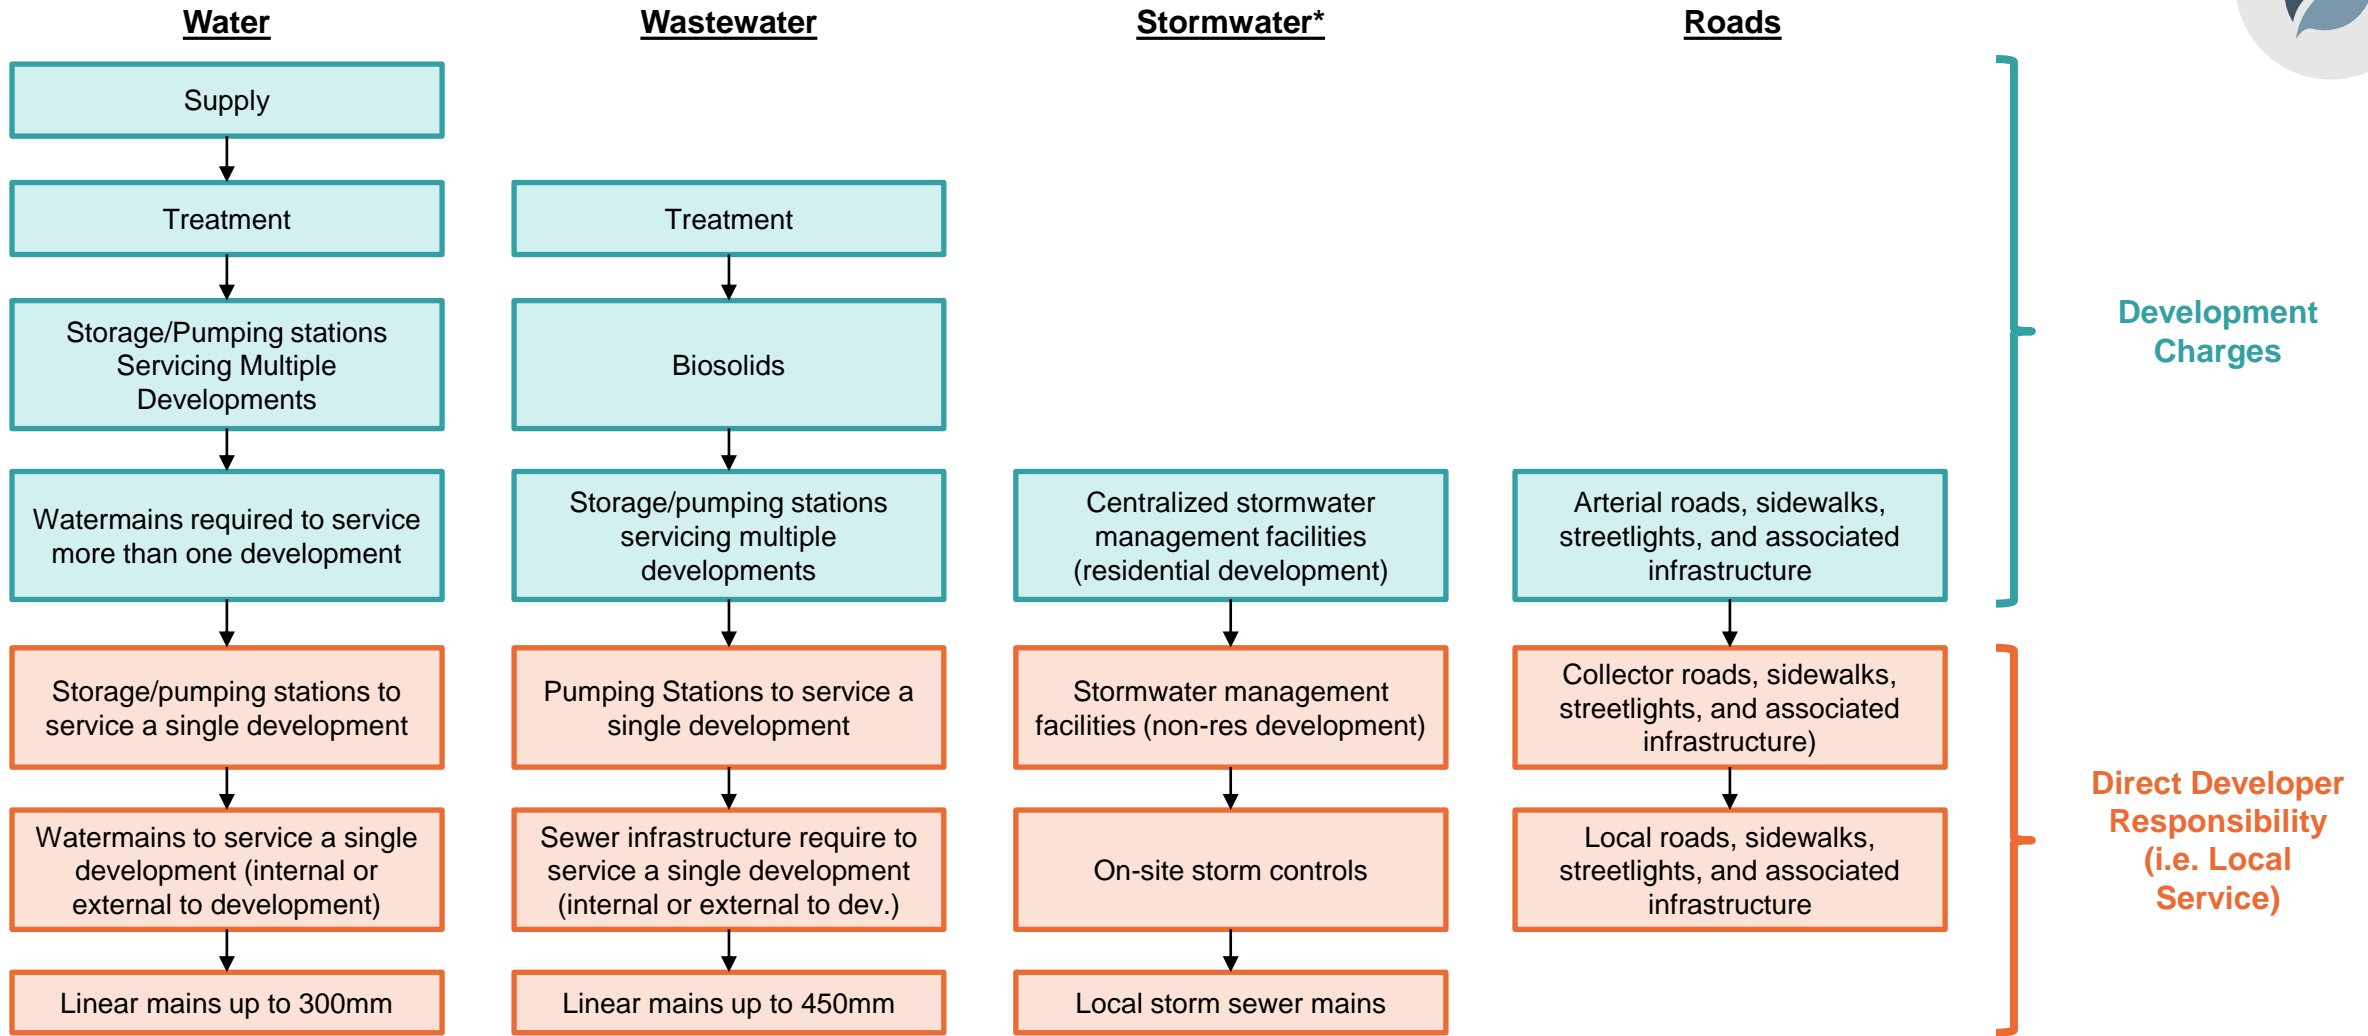 Water
Wastewater
Stormwater*
Roads
Supply
Treatment
Storage/Pumping stations
Servicing Multiple
Developments
Watermains required to service
more than one development
Storage/pumping stations to
service a single development
Watermains to service a single
development (internal or
external to development)
Linear mains up to 300mm
Treatment
Biosolids
Storage/pumping stations
servicing multiple
developments
Pumping Stations to service a
single development
Sewer infrastructure require to
service a single development
(internal or external to dev.)
Linear mains up to 450mm
Centralized stormwater
management facilities
(residential development)
Stormwater management
facilities (non-res development)
On-site storm controls
Local storm sewer mains
Arterial roads, sidewalks,
streetlights, and associated
infrastructure
Collector roads, sidewalks,
streetlights, and associated
infrastructure)
Local roads, sidewalks,
streetlights, and associated
infrastructure
Development
Charges
Direct Developer
Responsibility
(i.e. Local
Service)